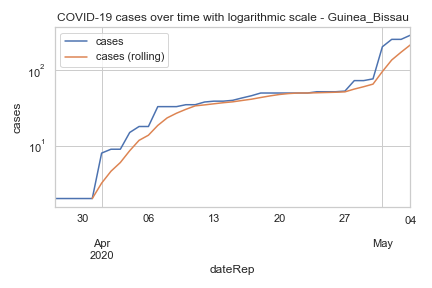 COVID-19 cases over time with logarithmic scale - Guinea_Bissau
cases
cases (rolling)
10²
10¹
cases
30 06 13 20 27 04
Apr May
2020
dateRep